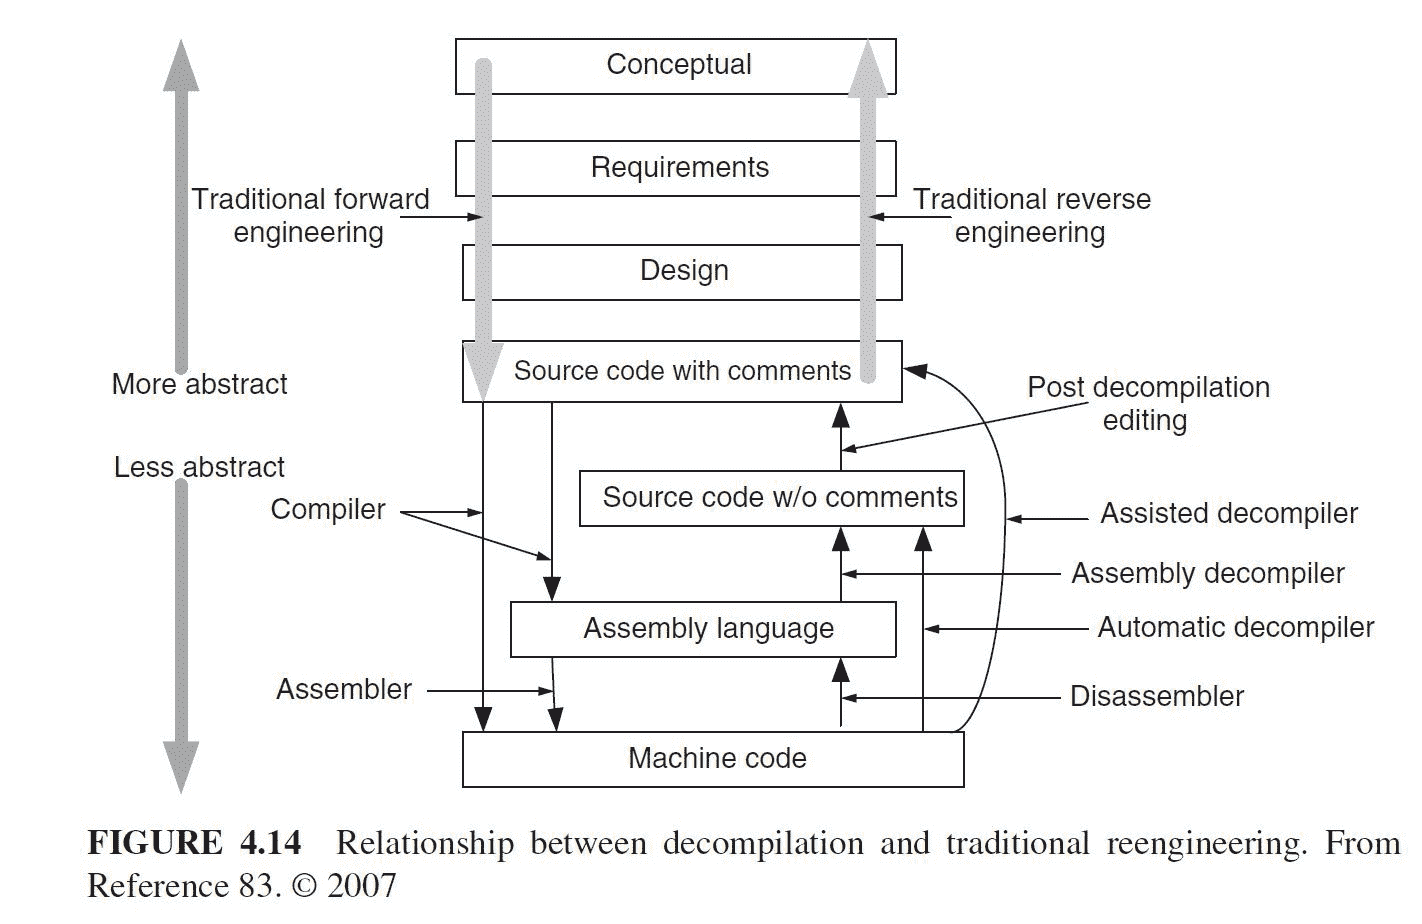 Conceptual
Requirements
Traditional forward
engineering
Traditional reverse
engineering
Design
Source code with comments
More abstract
Post decompilation
editing
Less abstract
Source code w/o comments
Compiler
Assisted decompiler
Assembly decompiler
Assembly language
Automatic decompiler
Assembler
Disassembler
Machine code
FIGURE 4.14 Relationship between decompilation and traditional reengineering. From
Reference 83. © 2007